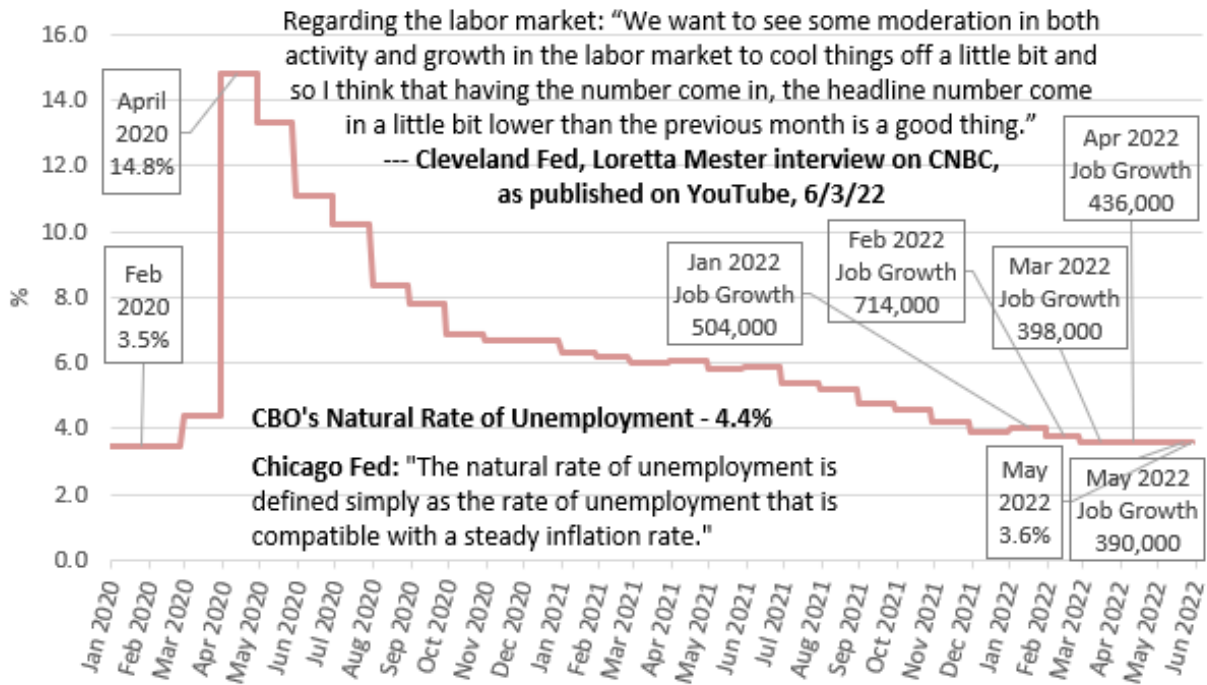 Regarding the labor market: “We want to see some moderation in both
activity and growth in the labor market to cool things off a little bit and
so I think that having the number come in, the headline number come
in a little bit lower than the previous month is a good thing.”
--- Cleveland Fed, Loretta Mester interview on CNBC,
as published on YouTube, 6/3/22
16.0
14.0
12.0
10.0
8.0
6.0
4.0
2.0
0.0
%
April
2020
14.8%
Feb
2020
3.5%
Jan 2022
Job Growth
504,000
Feb 2022
Job Growth
714,000
Mar 2022
Job Growth
398,000
Apr 2022
Job Growth
436,000
CBO's Natural Rate of Unemployment - 4.4%
Chicago Fed: "The natural rate of unemployment is
defined simply as the rate of unemployment that is
compatible with a steady inflation rate."
May
2022
3.6%
May 2022
Job Growth
390,000
Jan 2020
Feb 2020
Mar 2020
Apr 2020
May 2020
Jun 2020
Jul 2020
Aug 2020
Sep 2020
Oct 2020
Nov 2020
Dec 2020
Jan 2021
Feb 2021
Mar 2021
Apr 2021
May 2021
Jun 2021
Jul 2021
Aug 2021
Sep 2021
Oct 2021
Nov 2021
Dec 2021
Jan 2022
Feb 2022
Mar 2022
Apr 2022
May 2022
Jun 2022